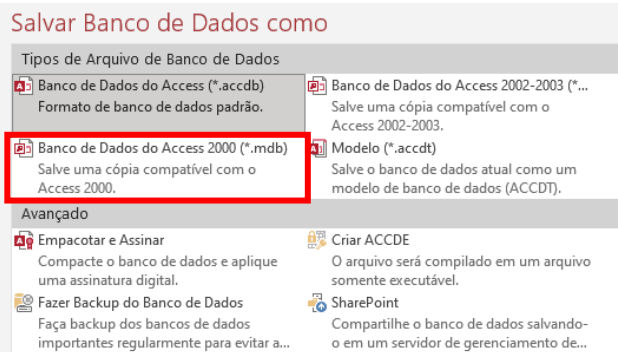 Salvar Banco de Dados como
Tipos de Arquivo de Banco de Dados
Banco de Dados do Access (*.accdb)
Formato de banco de dados padrão.
Banco de Dados do Access 2002-2003 (*...
Salve uma cópia compatível com o
Access 2002-2003.
Banco de Dados do Access 2000 (*.mdb)
Salve uma cópia compatível com o
Access 2000.
Modelo (*.accdt)
Salve o banco de dados atual como um
modelo de banco de dados (ACCDT).
Avançado
Empacotar e Assinar
Compacte o banco de dados e aplique
uma assinatura digital.
Criar ACCDE
O arquivo será compilado em um arquivo
somente executável.
Fazer Backup do Banco de Dados
Faça backup dos bancos de dados
importantes regularmente para evitar a...
SharePoint
Compartilhe o banco de dados salvando-
o em um servidor de gerenciamento de...